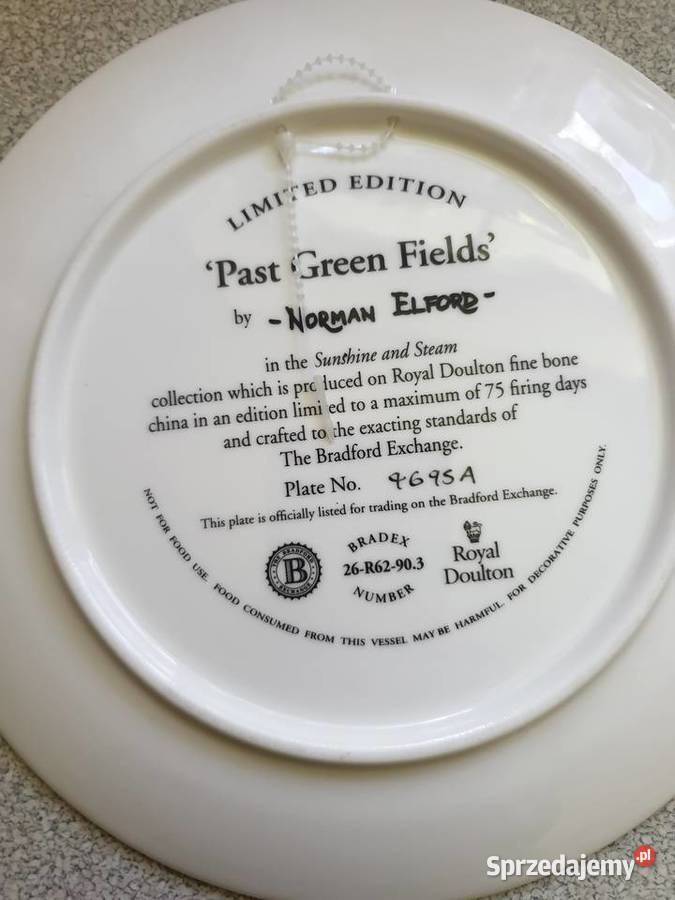 LIMITED EDITION
'Past Green Fields'
by - NORMAN ELFORD -
in the Sunshine and Steam
collection which is produced on Royal Doulton fine bone
china in an edition limited to a maximum of 75 firing days
and crafted to the exacting standards of
The Bradford Exchange.
Plate No. 9695A
This plate is officially listed for trading on the Bradford Exchange.
THE BRADFORD
B
EXCHANGE
BRADEX
26-R62-90.3
NUMBER
Royal
Doulton
NOT FOR FOOD USE. FOOD CONSUMED FROM THIS VESSEL MAY BE HARMFUL. FOR DECORATIVE PURPOSES ONLY.
Sprzedajemy.pl